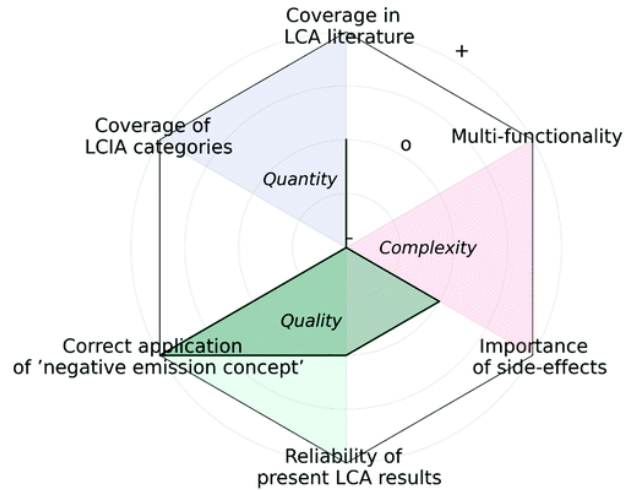 Coverage in
LCA literature
+
Coverage of
LCIA categories
o
Multi-functionality
Quantity
-
Complexity
Quality
Correct application
of ’negative emission concept’
Importance
of side-effects
Reliability of
present LCA results